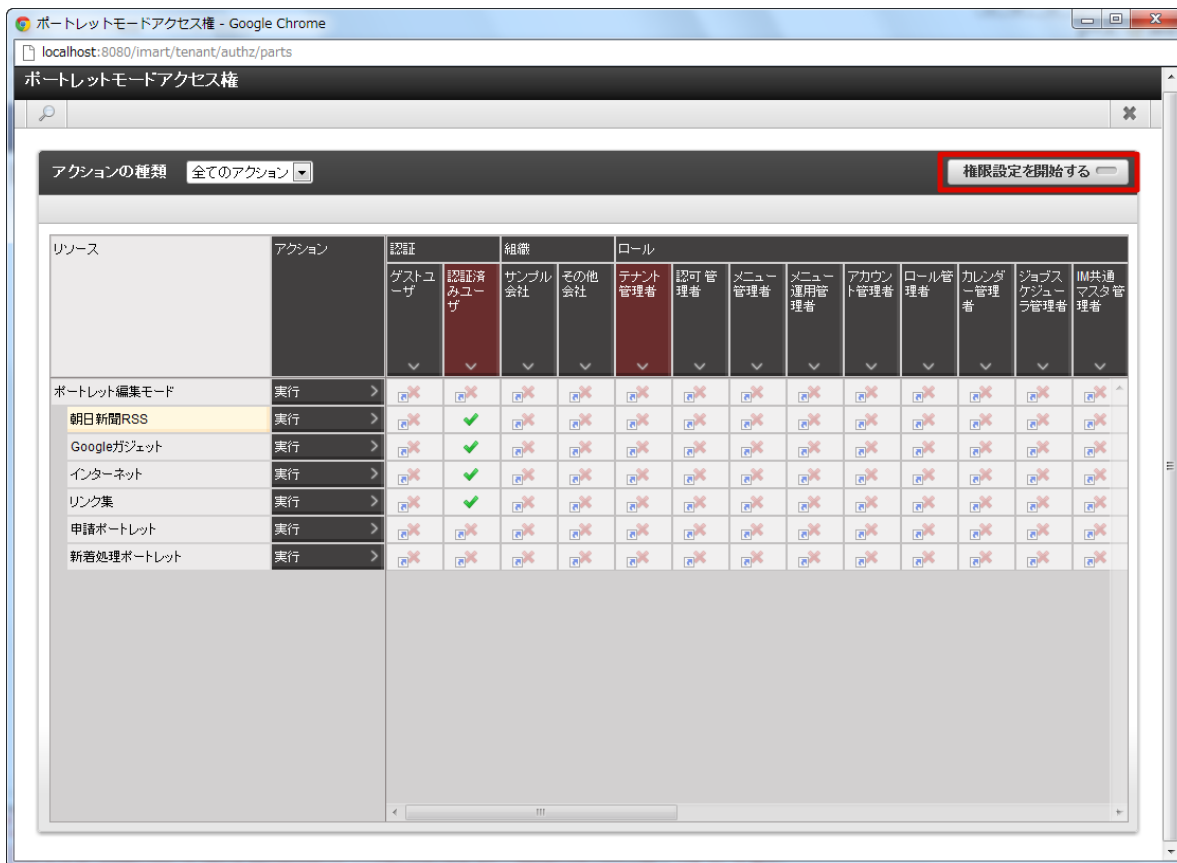 ポートレットモードアクセス権 - Google Chrome
localhost:8080/imart/tenant/authz/parts
ポートレットモードアクセス権
アクションの種類 全てのアクション 権限設定を開始する
リソース アクション 認証 組織 ロール
ゲストユーザ 認証済みユーザ サンプル会社 その他会社 テナント管理者 認可管理者 メニュー管理者 メニュー運用管理者 アカウント管理者 ロール管理者 カレンダー管理者 ジョブスケジューラ管理者 IM共通マスタ管理者
ポートレット編集モード 実行
朝日新聞RSS 実行
Googleガジェット 実行
インターネット 実行
リンク集 実行
申請ポートレット 実行
新着処理ポートレット 実行